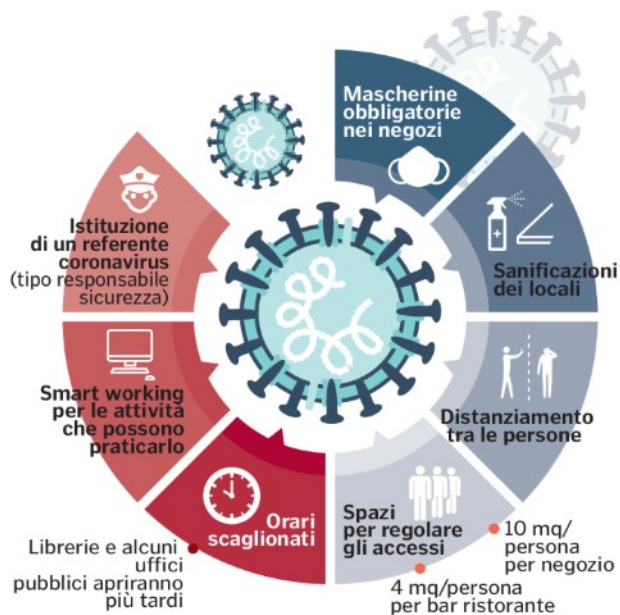 Mascherine
obbligatorie
nei negozi
Sanificazioni
dei locali
Distanziamento
tra le persone
Spazi
per regolare
gli accessi
10 mq/
persona
per negozio
4 mq/persona
per bar ristorante
Orari
scaglionati
Librerie e alcuni
uffici
pubblici apriranno
più tardi
Smart working
per le attività
che possono
praticarlo
Istituzione
di un referente
coronavirus
(tipo responsabile
sicurezza)